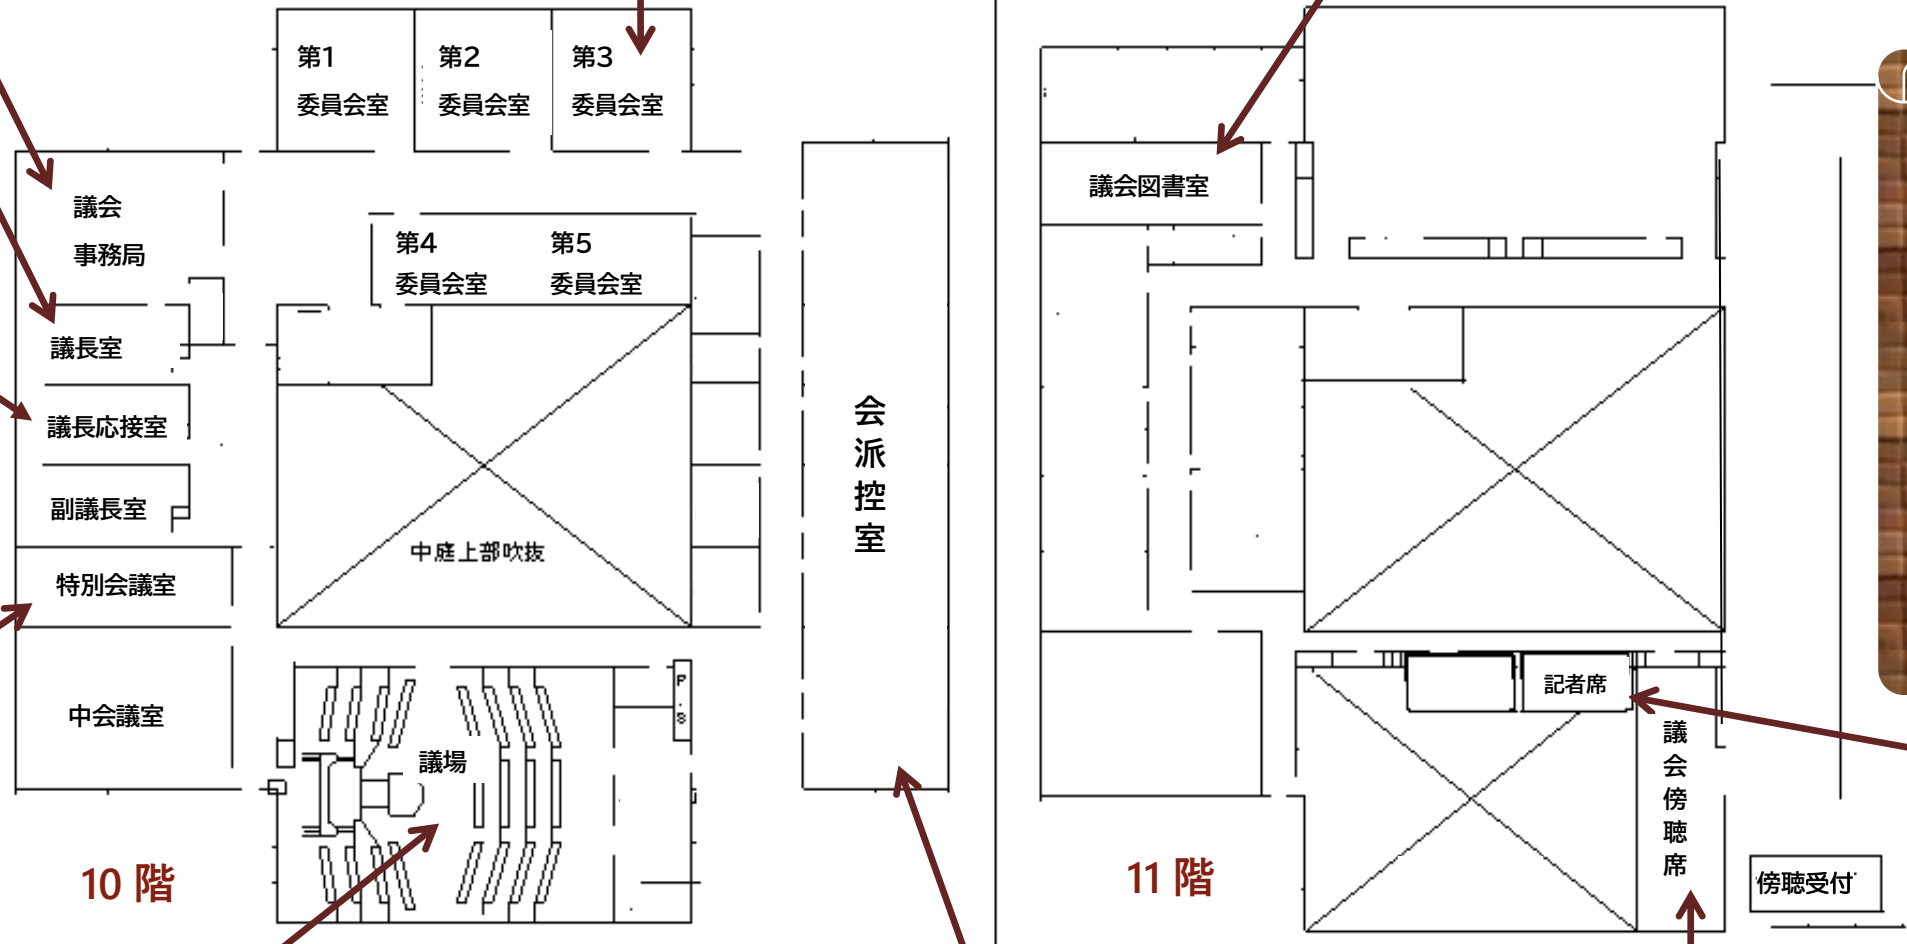 第1
委員会室
第2
委員会室
第3
委員会室
議会
事務局
第4
委員会室
第5
委員会室
議長室
議長応接室
副議長室
特別会議室
中会議室
中庭上部吹抜
会派控室
議場
P
.
S
10 階
議会図書室
記者席
議会傍聴席
傍聴受付
11 階